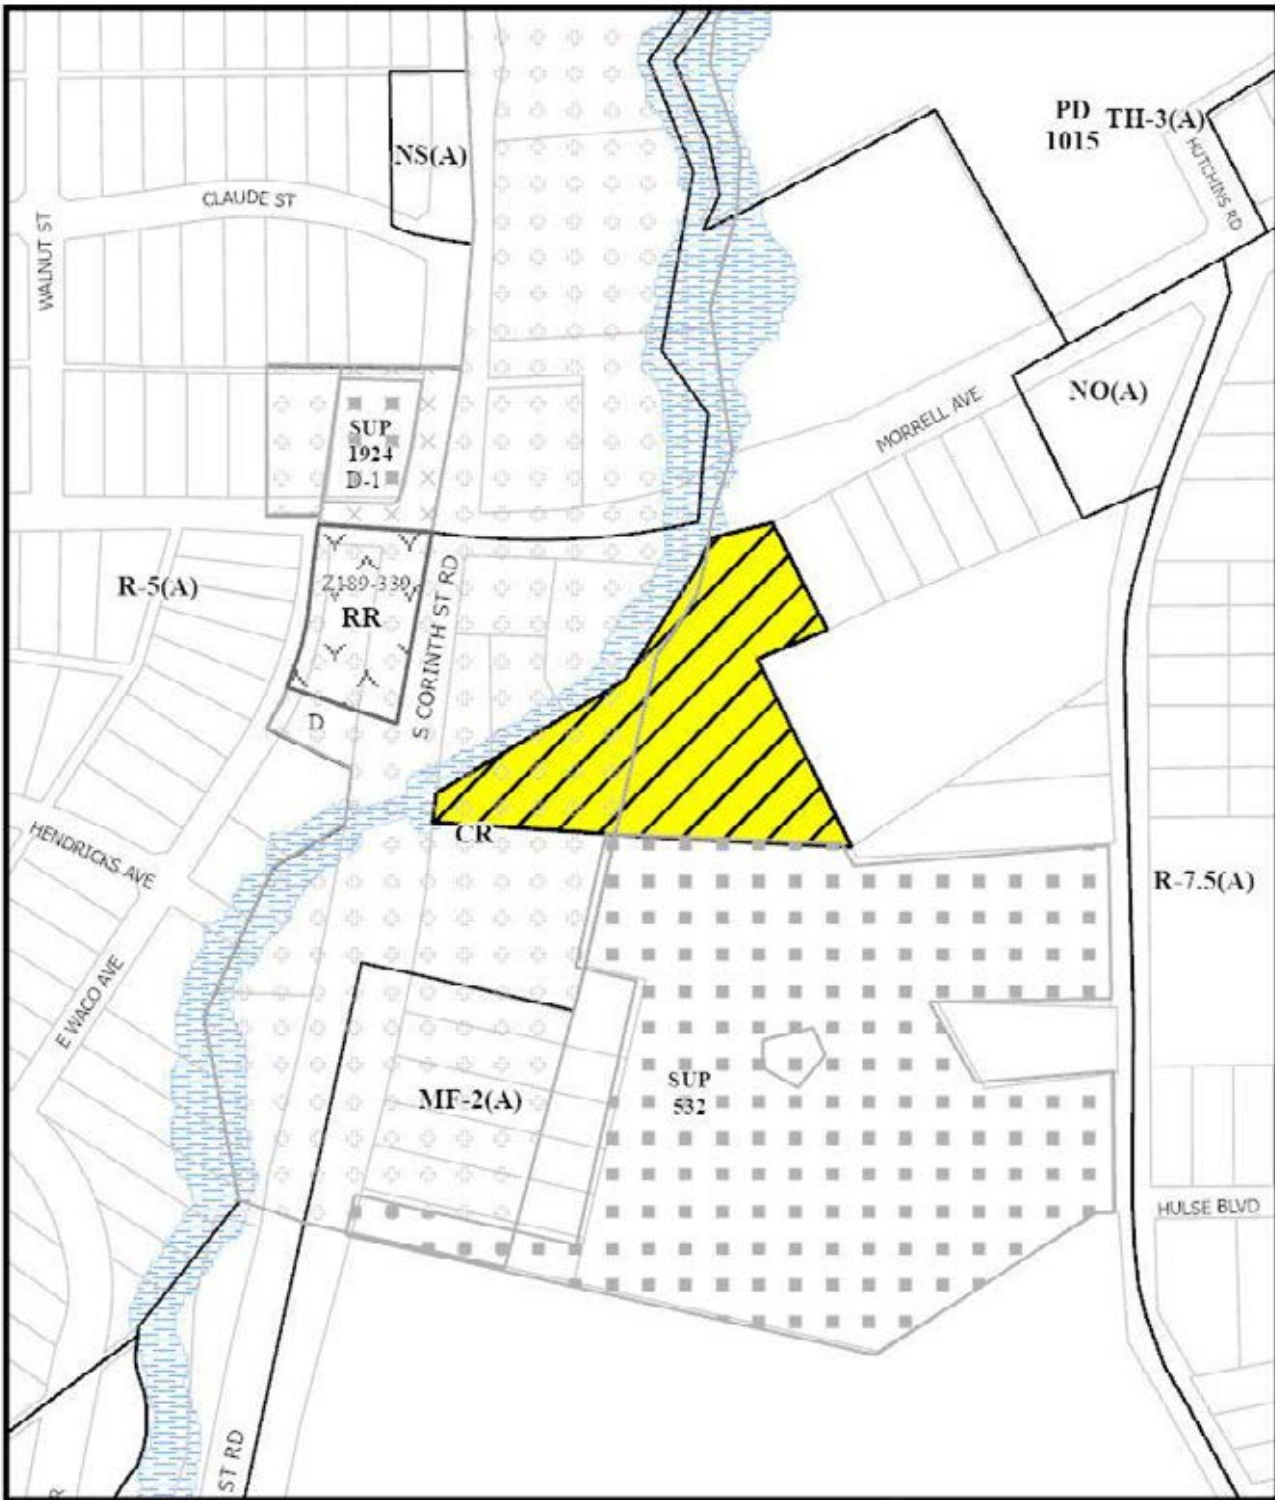 PD
1015
TH-3(A)
NS(A)
HUTCHINS RD
CLAUDE ST
WALNUT ST
NO(A)
MORRELL AVE
SUP
1924
D-1
R-5(A)
Z189-339
RR
S CORINTH ST RD
D
CR
HENDRICKS AVE
R-7.5(A)
E WACO AVE
SUP
532
MF-2(A)
HULSE BLVD
ST RD
R